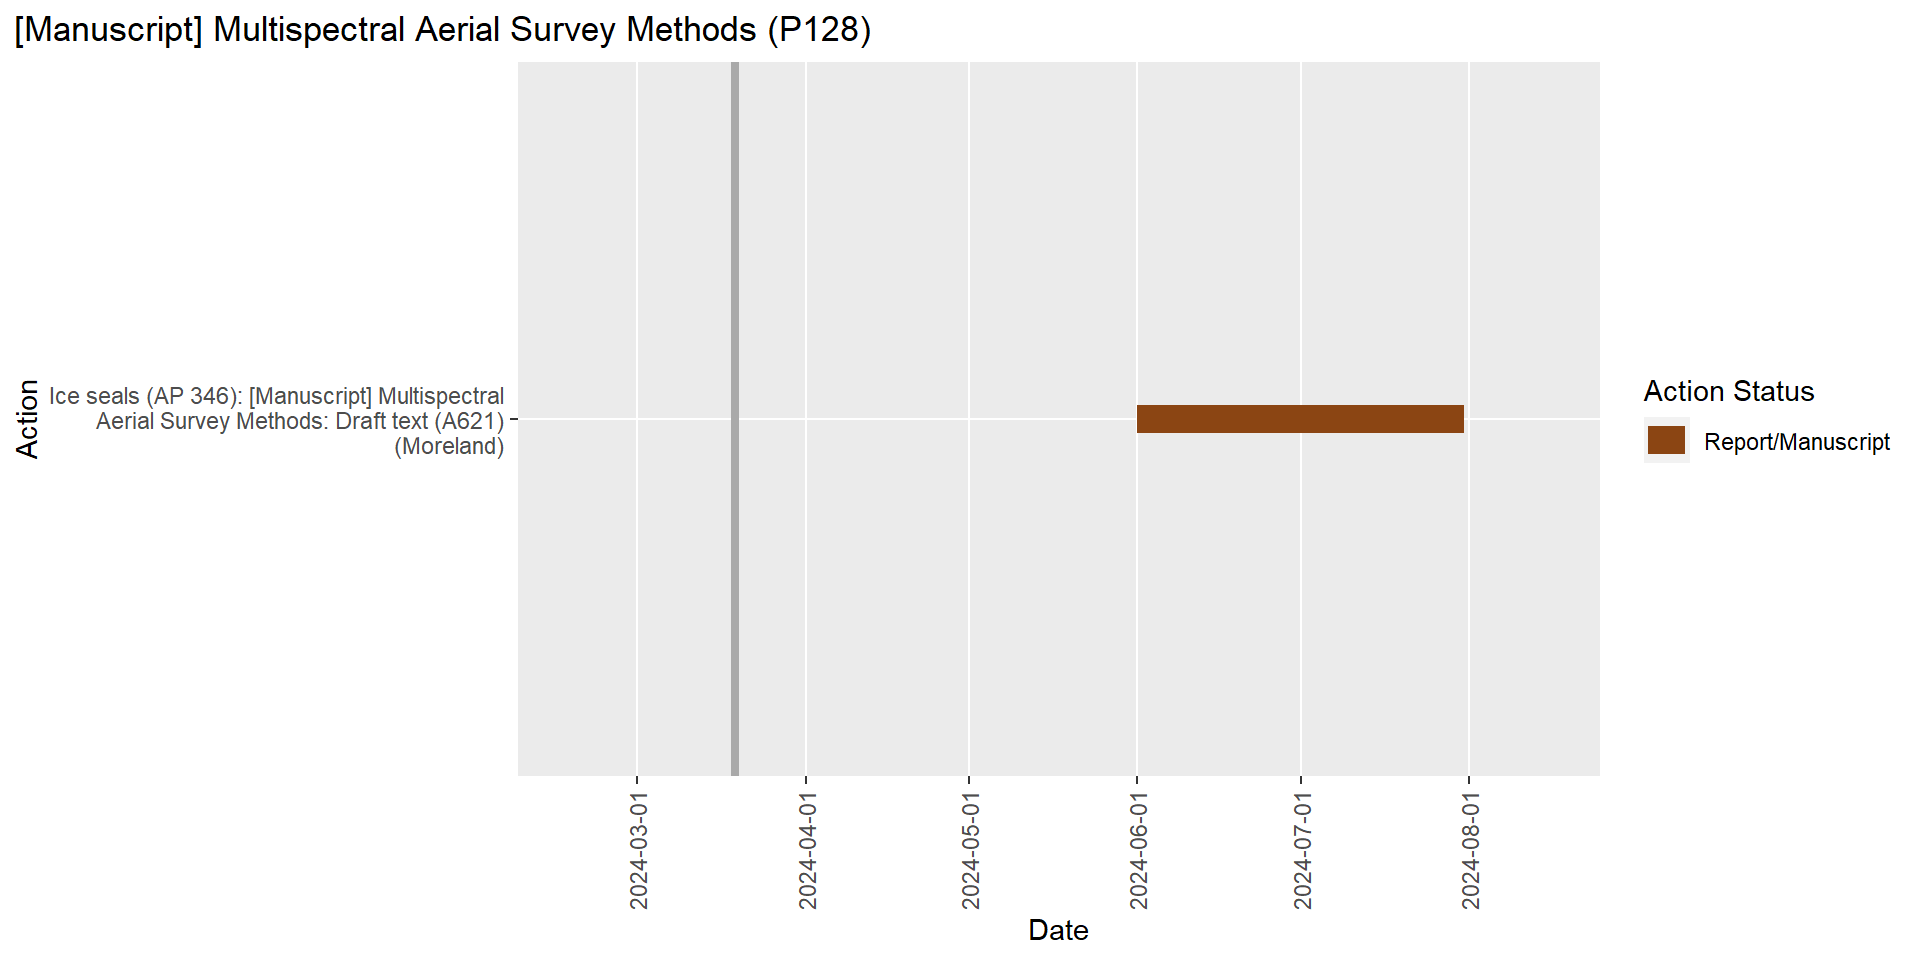 [Manuscript] Multispectral Aerial Survey Methods (P128)
Action
Ice seals (AP 346): [Manuscript] Multispectral
Aerial Survey Methods: Draft text (A621)
(Moreland)
Action Status
Report/Manuscript
2024-03-01
2024-04-01
2024-05-01
2024-06-01
2024-07-01
2024-08-01
Date